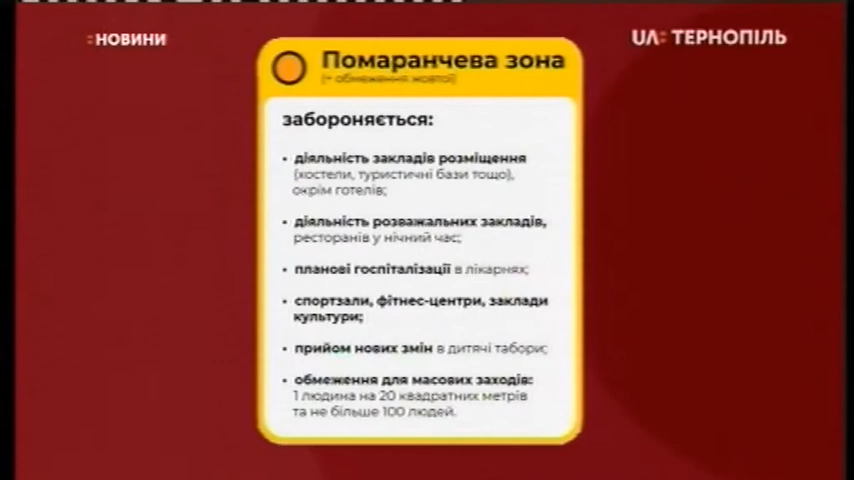 :НОВИНИ
UA: ТЕРНОПІЛЬ
Помаранчева зона
(+ обмеження жовтої)
забороняється:
• діяльність закладів розміщення
(хостели, туристичні бази тощо),
окрім готелів;
• діяльність розважальних закладів,
ресторанів у нічний час;
• планові госпіталізації в лікарнях;
• спортзали, фітнес-центри, заклади
культури;
• прийом нових змін в дитячі табори;
• обмеження для масових заходів:
1 людина на 20 квадратних метрів
та не більше 100 людей.